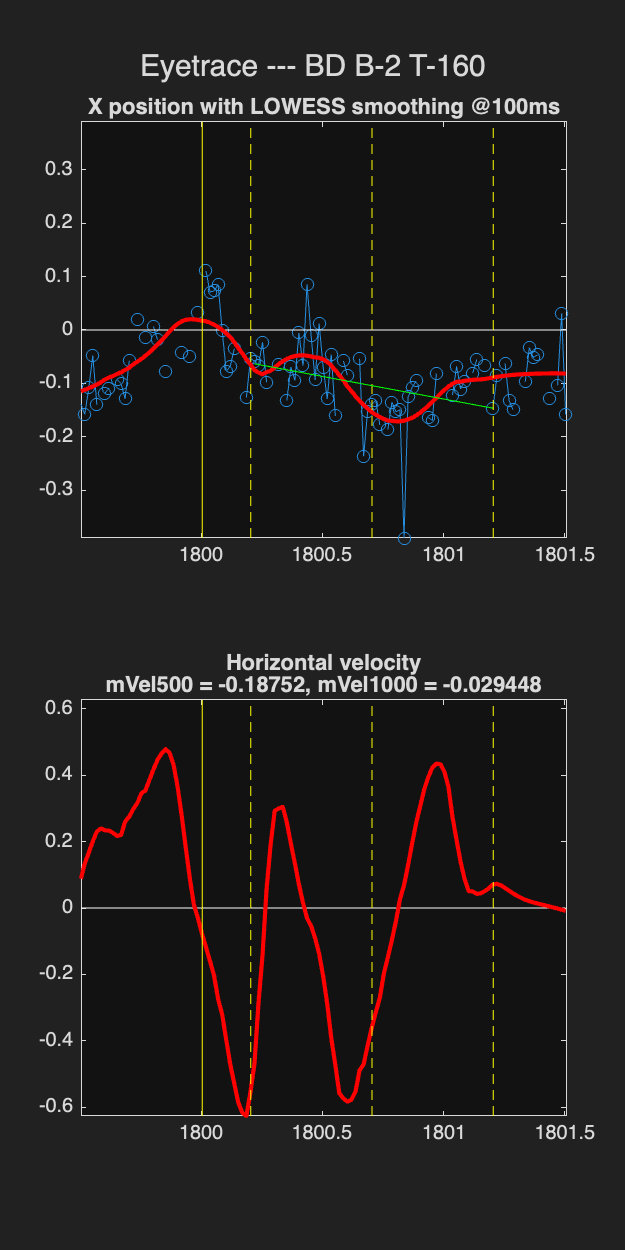 Eyetrace --- BD B-2 T-160
X position with LOWESS smoothing @100ms
0.3
0.2
0.1
0
-0.1
-0.2
-0.3
1800 1800.5 1801 1801.5
Horizontal velocity
mVel500 = -0.18752, mVel1000 = -0.029448
0.6
0.4
0.2
0
-0.2
-0.4
-0.6
1800 1800.5 1801 1801.5